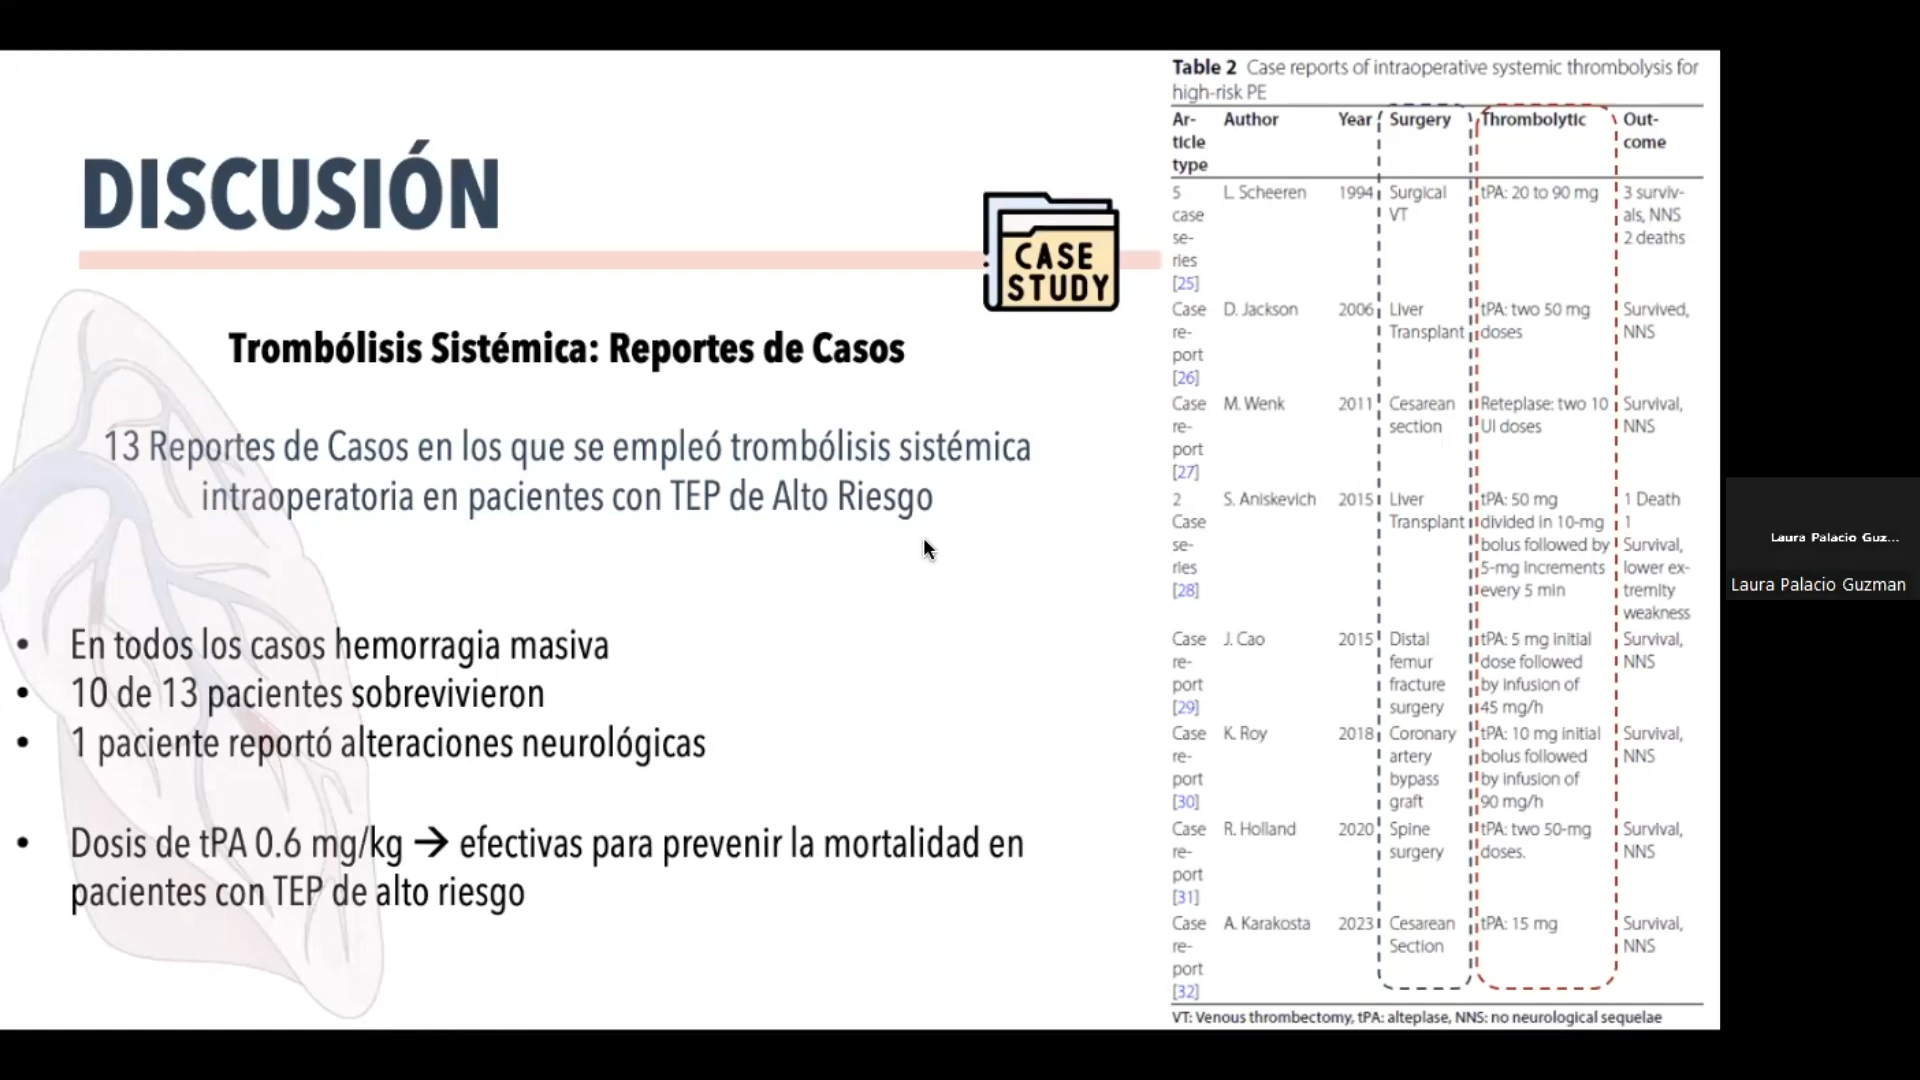 DISCUSIÓN
CASE
STUDY
Trombólisis Sistémica: Reportes de Casos
13 Reportes de Casos en los que se empleó trombólisis sistémica
intraoperatoria en pacientes con TEP de Alto Riesgo
• En todos los casos hemorragia masiva
• 10 de 13 pacientes sobrevivieron
• 1 paciente reportó alteraciones neurológicas
• Dosis de tPA 0.6 mg/kg → efectivas para prevenir la mortalidad en
pacientes con TEP de alto riesgo
Table 2 Case reports of intraoperative systemic thrombolysis for
high-risk PE
Ar- Author Year Surgery Thrombolytic Out-
ticle come
type
5 L. Scheeren 1994 Surgical tPA: 20 to 90 mg 3 surviv-
case VT als, NNS
se- 2 deaths
ries
[25]
Case D. Jackson 2006 Liver tPA: two 50 mg Survived,
re- Transplant doses NNS
port
[26]
Case M. Wenk 2011 Cesarean Reteplase: two 10 Survival,
re- section UI doses NNS
port
[27]
2 S. Aniskevich 2015 Liver tPA: 50 mg 1 Death
Case Transplant divided in 10-mg 1
se- bolus followed by Survival,
ries 5-mg increments lower ex-
[28] every 5 min tremity
weakness
Case J. Cao 2015 Distal tPA: 5 mg initial Survival,
re- femur dose followed NNS
port fracture by infusion of
[29] surgery 45 mg/h
Case K. Roy 2018 Coronary tPA: 10 mg initial Survival,
re- artery bolus followed NNS
port bypass by infusion of
[30] graft 90 mg/h
Case R. Holland 2020 Spine tPA: two 50-mg Survival,
re- surgery doses. NNS
port
[31]
Case A. Karakosta 2023 Cesarean tPA: 15 mg Survival,
re- Section NNS
port
[32]
VT: Venous thrombectomy, tPA: alteplase, NNS: no neurological sequelae
Laura Palacio Guz...
Laura Palacio Guzman